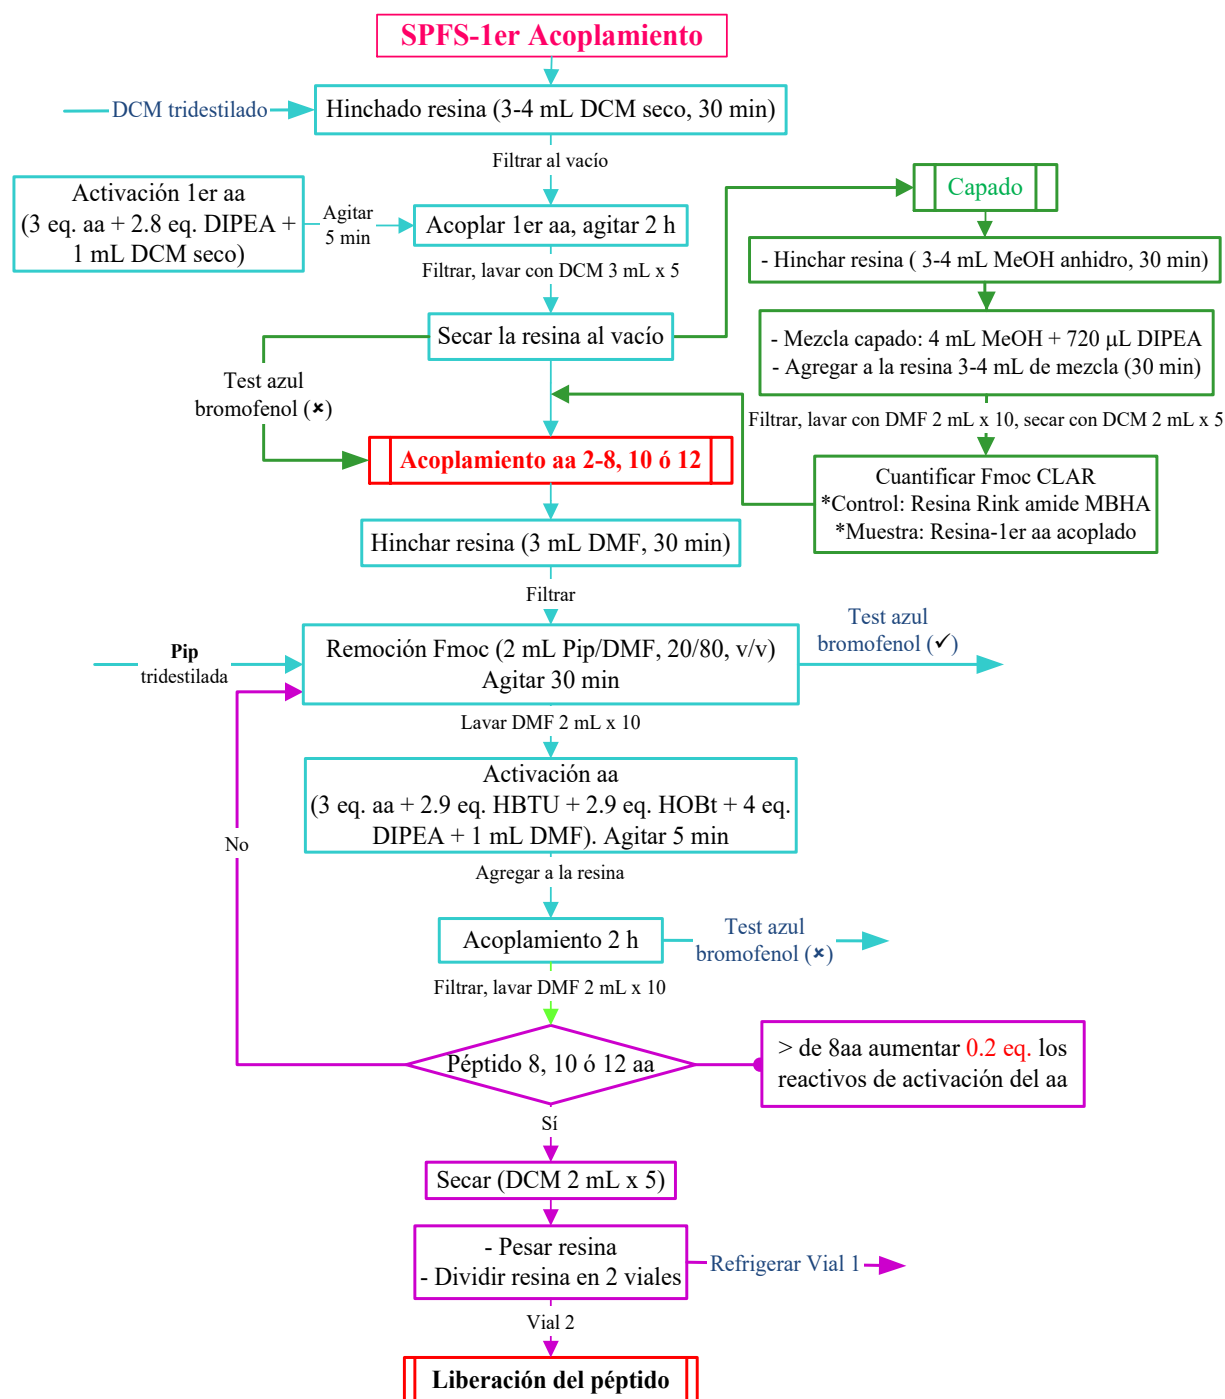 SPFS-1er Acoplamiento
DCM tridestilado
Hinchado resina (3-4 mL DCM seco, 30 min)
Filtrar al vacío
Activación 1er aa
(3 eq. aa + 2.8 eq. DIPEA +
1 mL DCM seco)
Agitar
5 min
Acoplar 1er aa, agitar 2 h
Filtrar, lavar con DCM 3 mL x 5
Secar la resina al vacío
Capado
- Hinchar resina ( 3-4 mL MeOH anhidro, 30 min)
- Mezcla capado: 4 mL MeOH + 720 μL DIPEA
- Agregar a la resina 3-4 mL de mezcla (30 min)
Filtrar, lavar con DMF 2 mL x 10, secar con DCM 2 mL x 5
Cuantificar Fmoc CLAR
*Control: Resina Rink amide MBHA
*Muestra: Resina-1er aa acoplado
Test azul
bromofenol (✗)
Acoplamiento aa 2-8, 10 ó 12
Hinchar resina (3 mL DMF, 30 min)
Filtrar
Pip
tridestilada
Remoción Fmoc (2 mL Pip/DMF, 20/80, v/v)
Agitar 30 min
Test azul
bromofenol (✓)
Lavar DMF 2 mL x 10
Activación aa
(3 eq. aa + 2.9 eq. HBTU + 2.9 eq. HOBt + 4 eq.
DIPEA + 1 mL DMF). Agitar 5 min
No
Agregar a la resina
Acoplamiento 2 h
Test azul
bromofenol (✗)
Filtrar, lavar DMF 2 mL x 10
Péptido 8, 10 ó 12 aa
> de 8aa aumentar 0.2 eq. los
reactivos de activación del aa
Sí
Secar (DCM 2 mL x 5)
- Pesar resina
- Dividir resina en 2 viales
Refrigerar Vial 1
Vial 2
Liberación del péptido